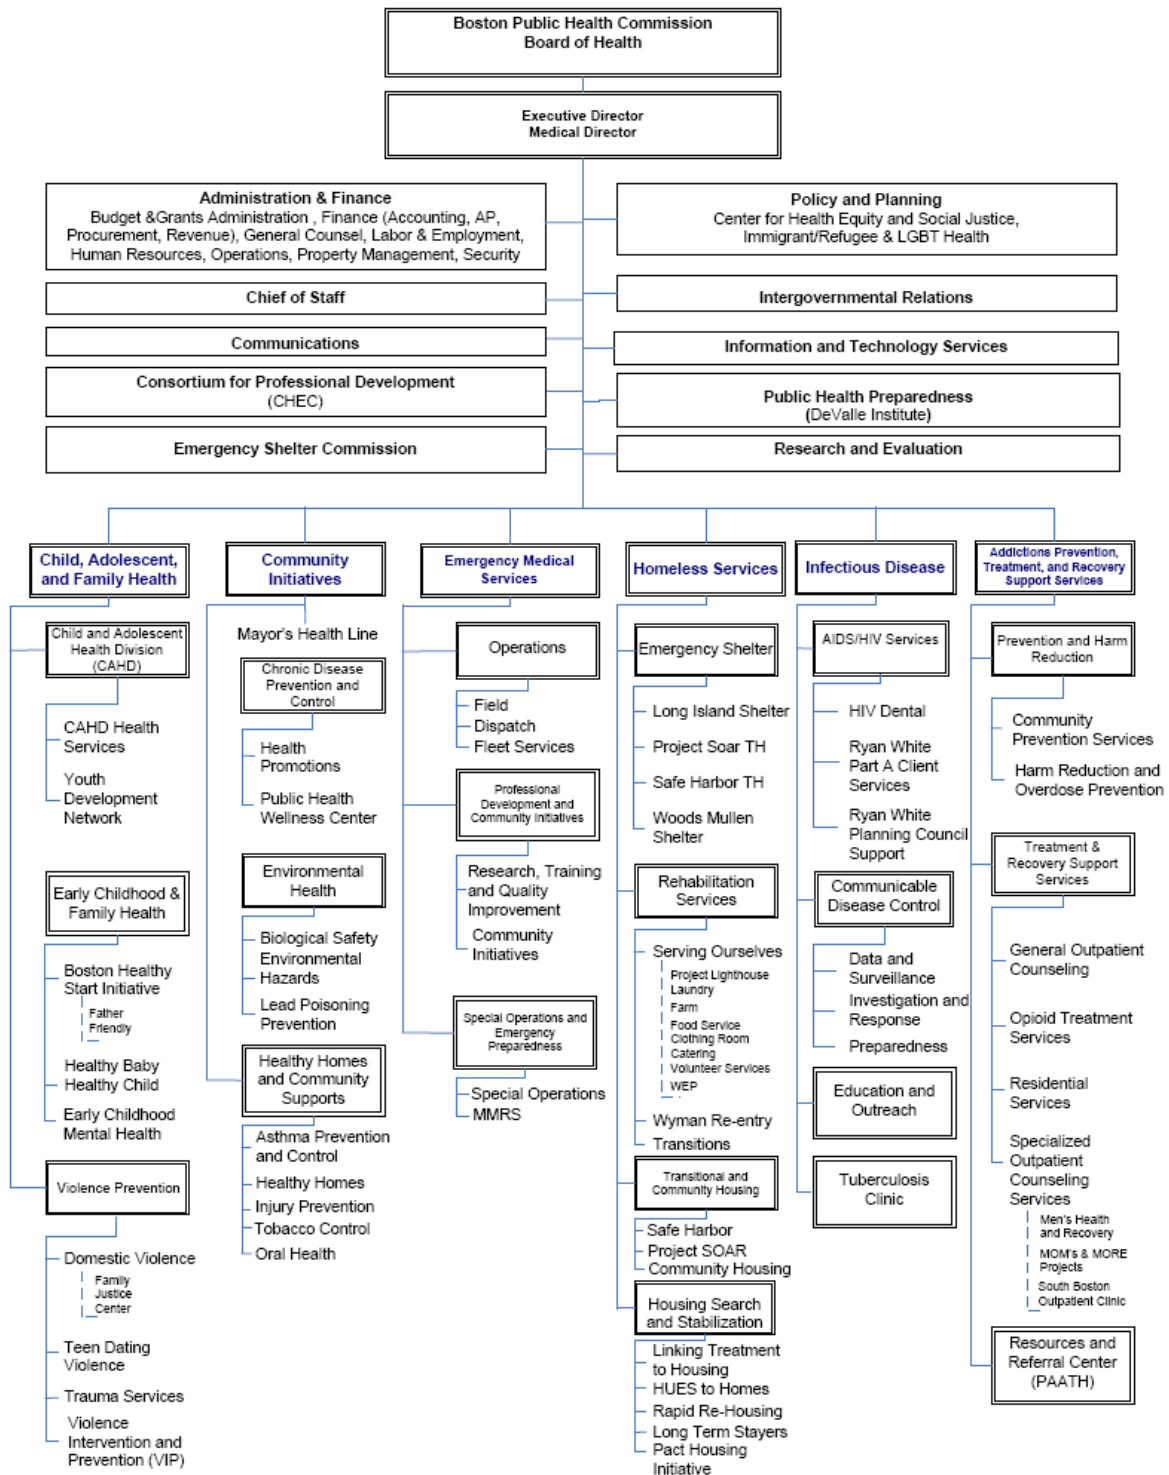 Boston Public Health Commission
Board of Health
Executive Director
Medical Director
Administration & Finance
Budget &Grants Administration , Finance (Accounting, AP,
Procurement, Revenue), General Counsel, Labor & Employment,
Human Resources, Operations, Property Management, Security
Policy and Planning
Center for Health Equity and Social Justice,
Immigrant/Refugee & LGBT Health
Chief of Staff
Intergovernmental Relations
Communications
Information and Technology Services
Consortium for Professional Development
(CHEC)
Public Health Preparedness
(DeValle Institute)
Emergency Shelter Commission
Research and Evaluation
Child, Adolescent,
and Family Health
Child and Adolescent
Health Division
(CAHD)
CAHD Health
Services
Youth
Development
Network
Early Childhood &
Family Health
Boston Healthy
Start Initiative
Father
Friendly
Healthy Baby
Healthy Child
Early Childhood
Mental Health
Violence Prevention
Domestic Violence
Family
Justice
Center
Teen Dating
Violence
Trauma Services
Violence
Intervention and
Prevention (VIP)
Community
Initiatives
Mayor's Health Line
Chronic Disease
Prevention and
Control
Health
Promotions
Public Health
Wellness Center
Environmental
Health
Biological Safety
Environmental
Hazards
Lead Poisoning
Prevention
Healthy Homes
and Community
Supports
Asthma Prevention
and Control
Healthy Homes
Injury Prevention
Tobacco Control
Oral Health
Emergency Medical
Services
Operations
Field
Dispatch
Fleet Services
Professional
Development and
Community Initiatives
Research, Training
and Quality
Improvement
Community
Initiatives
Special Operations and
Emergency
Preparedness
Special Operations
MMRS
Homeless Services
Emergency Shelter
Long Island Shelter
Project Soar TH
Safe Harbor TH
Woods Mullen
Shelter
Rehabilitation
Services
Serving Ourselves
Project Lighthouse
Laundry
Farm
Food Service
Clothing Room
Catering
Volunteer Services
WEP
Wyman Re-entry
Transitions
Transitional and
Community Housing
Safe Harbor
Project SOAR
Community Housing
Housing Search
and Stabilization
Linking Treatment
to Housing
HUES to Homes
Rapid Re-Housing
Long Term Stayers
Pact Housing
Initiative
Infectious Disease
AIDS/HIV Services
HIV Dental
Ryan White
Part A Client
Services
Ryan White
Planning Council
Support
Communicable
Disease Control
Data and
Surveillance
Investigation and
Response
Preparedness
Education and
Outreach
Tuberculosis
Clinic
Addictions Prevention,
Treatment, and Recovery
Support Services
Prevention and Harm
Reduction
Community
Prevention Services
Harm Reduction and
Overdose Prevention
Treatment &
Recovery Support
Services
General Outpatient
Counseling
Opioid Treatment
Services
Residential
Services
Specialized
Outpatient
Counseling
Services
Men's Health
and Recovery
MOM's & MORE
Projects
South Boston
Outpatient Clinic
Resources and
Referral Center
(PAATH)